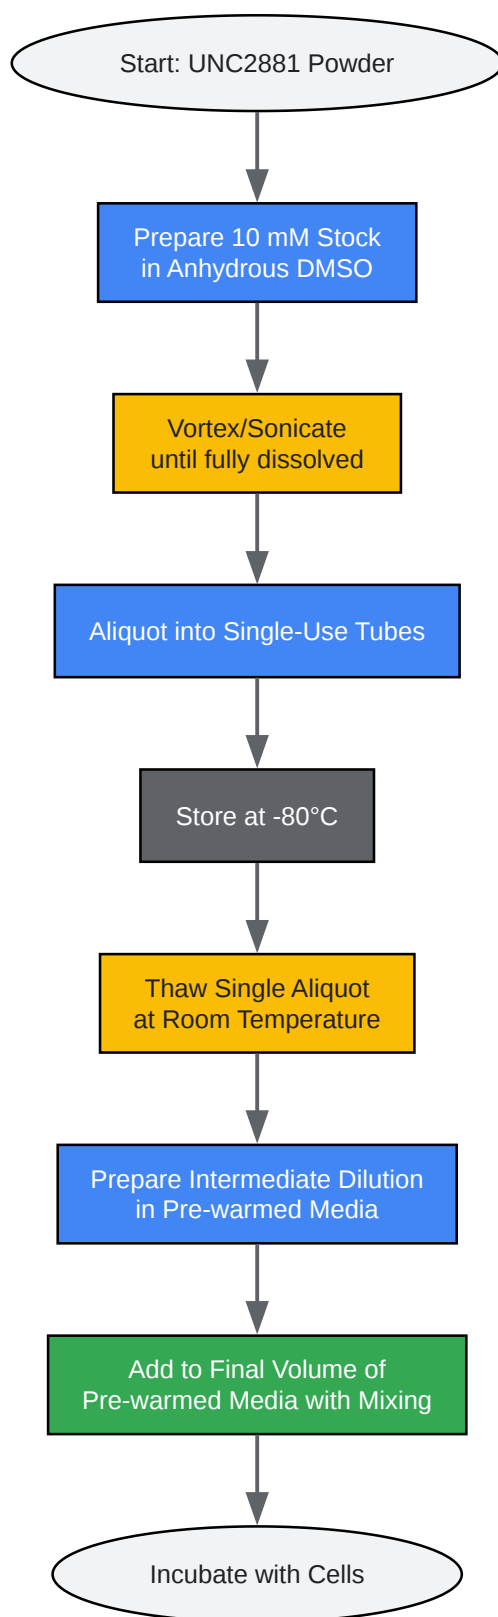 Start: UNC2881 Powder
Prepare 10 mM Stock
in Anhydrous DMSO
Vortex/Sonicate
until fully dissolved
Aliquot into Single-Use Tubes
Store at -80°C
Thaw Single Aliquot
at Room Temperature
Prepare Intermediate Dilution
in Pre-warmed Media
Add to Final Volume of
Pre-warmed Media with Mixing
Incubate with Cells